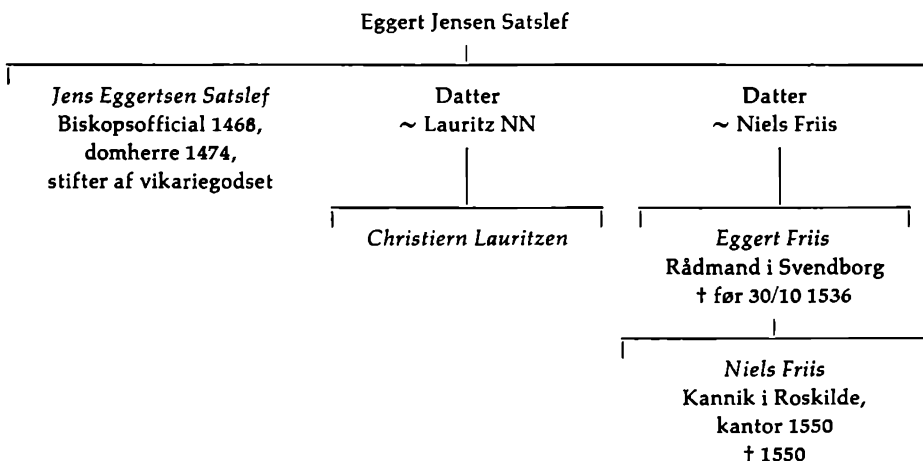 Eggert Jensen Satslef
Jens Eggertsen Satslef
Biskopsofficial 1468,
domherre 1474,
stifter af vikariegodset
Datter
~ Lauritz NN
Datter
~ Niels Friis
Christiern Lauritzen
Eggert Friis
Rådmand i Svendborg
† før 30/10 1536
Niels Friis
Kannik i Roskilde,
kantor 1550
† 1550